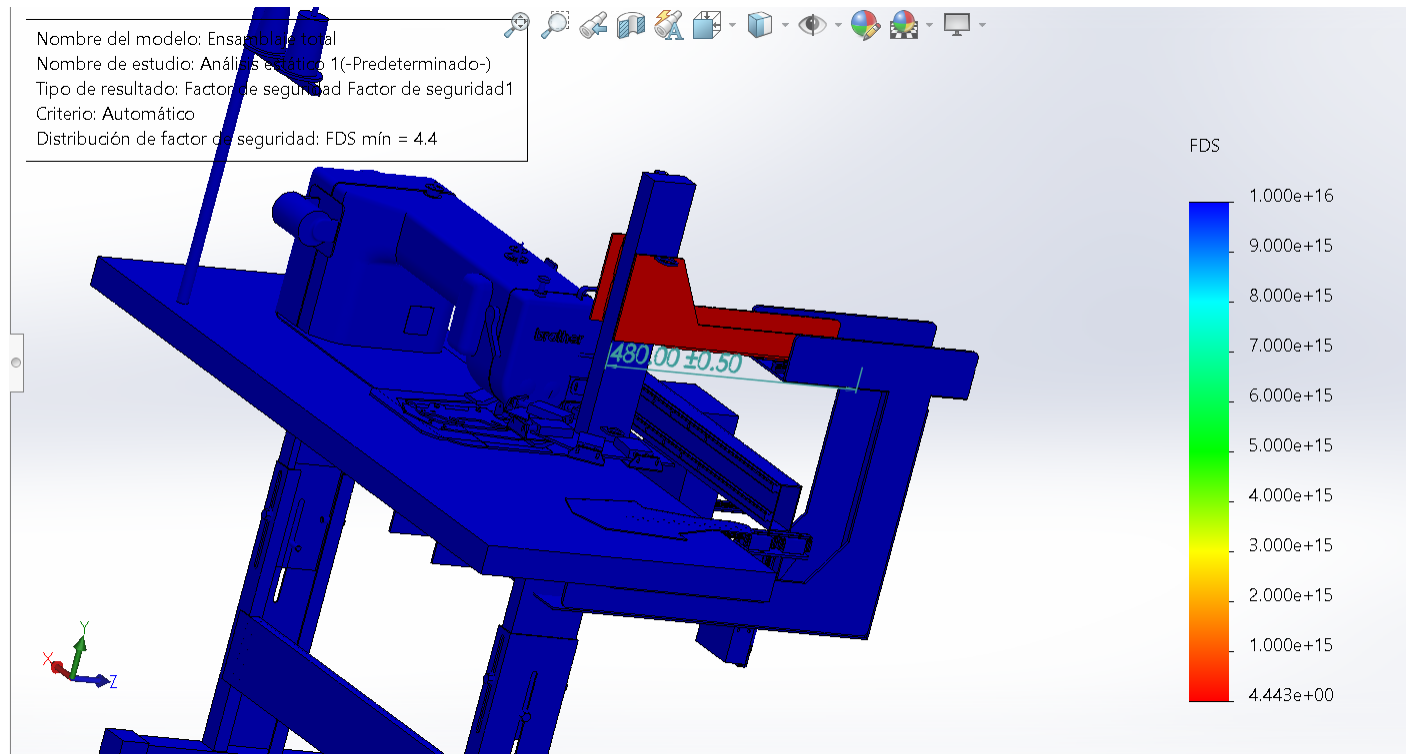 Nombre del modelo: Ensamblaje total
Nombre de estudio: Análisis estático 1(-Predeterminado-)
Tipo de resultado: Factor de seguridad Factor de seguridad1
Criterio: Automático
Distribución de factor de seguridad: FDS mín = 4.4
FDS
1.000e+16
9.000e+15
8.000e+15
7.000e+15
6.000e+15
5.000e+15
4.000e+15
3.000e+15
2.000e+15
1.000e+15
4.443e+00
brother
480.00 ±0.50
Y
X
Z